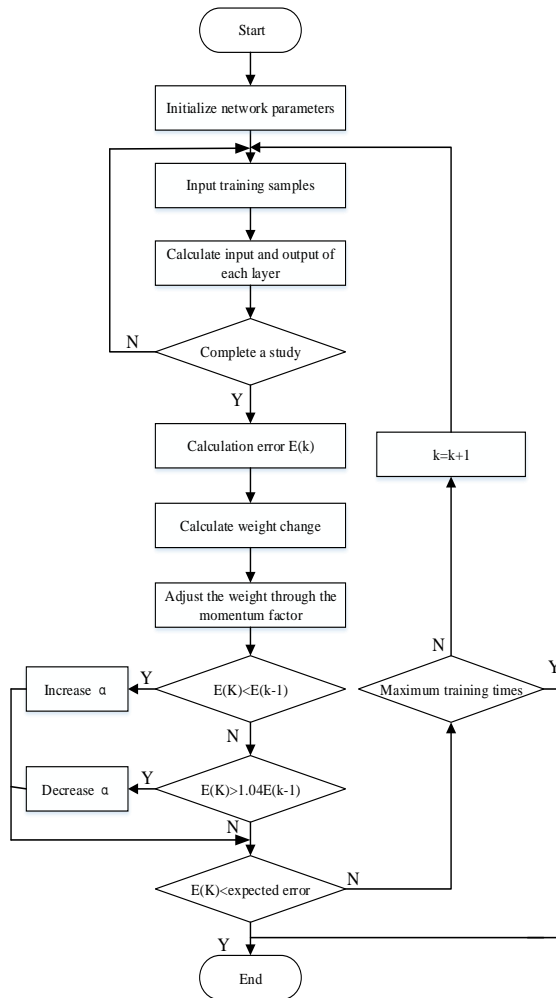 Start
Initialize network parameters
Input training samples
Calculate input and output of
each layer
N
Complete a study
Y
Calculation error E(k)
k=k+1
Calculate weight change
Adjust the weight through the
momentum factor
N
Increase α
Y
E(K)<E(k-1)
Maximum training times
Y
N
Decrease α
Y
E(K)>1.04E(k-1)
N
E(K)<expected error
N
Y
End